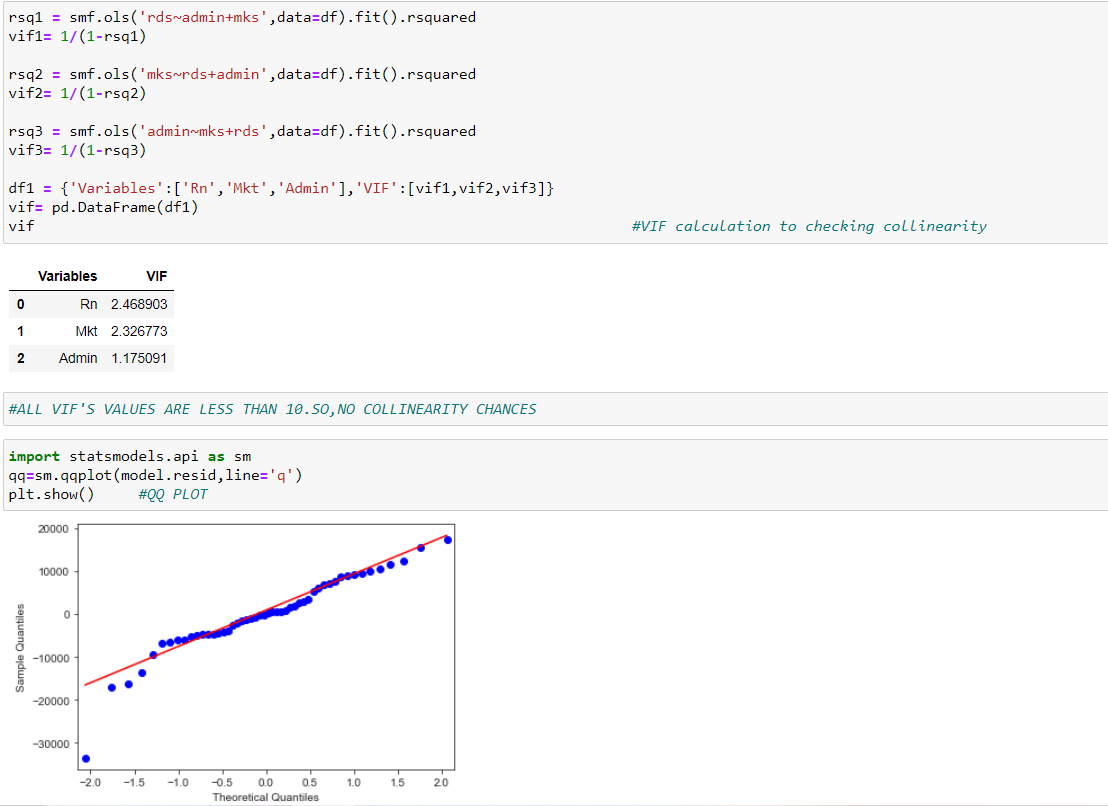 rsq1 = smf.ols('rds~admin+mks',data=df).fit().rsquared
vif1= 1/(1-rsq1)
rsq2 = smf.ols('mks~rds+admin',data=df).fit().rsquared
vif2= 1/(1-rsq2)
rsq3 = smf.ols('admin~mks+rds',data=df).fit().rsquared
vif3= 1/(1-rsq3)
df1 = {'Variables':['Rn','Mkt','Admin'],'VIF':[vif1,vif2,vif3]}
vif= pd.DataFrame(df1)
vif #VIF calculation to checking collinearity
Variables VIF
0 Rn 2.468903
1 Mkt 2.326773
2 Admin 1.175091
#ALL VIF'S VALUES ARE LESS THAN 10.SO,NO COLLINEARITY CHANCES
import statsmodels.api as sm
qq=sm.qqplot(model.resid,line='q')
plt.show() #QQ PLOT
20000
10000
0
−10000
−20000
−30000
Sample Quantiles
−2.0 −1.5 −1.0 −0.5 0.0 0.5 1.0 1.5 2.0
Theoretical Quantiles